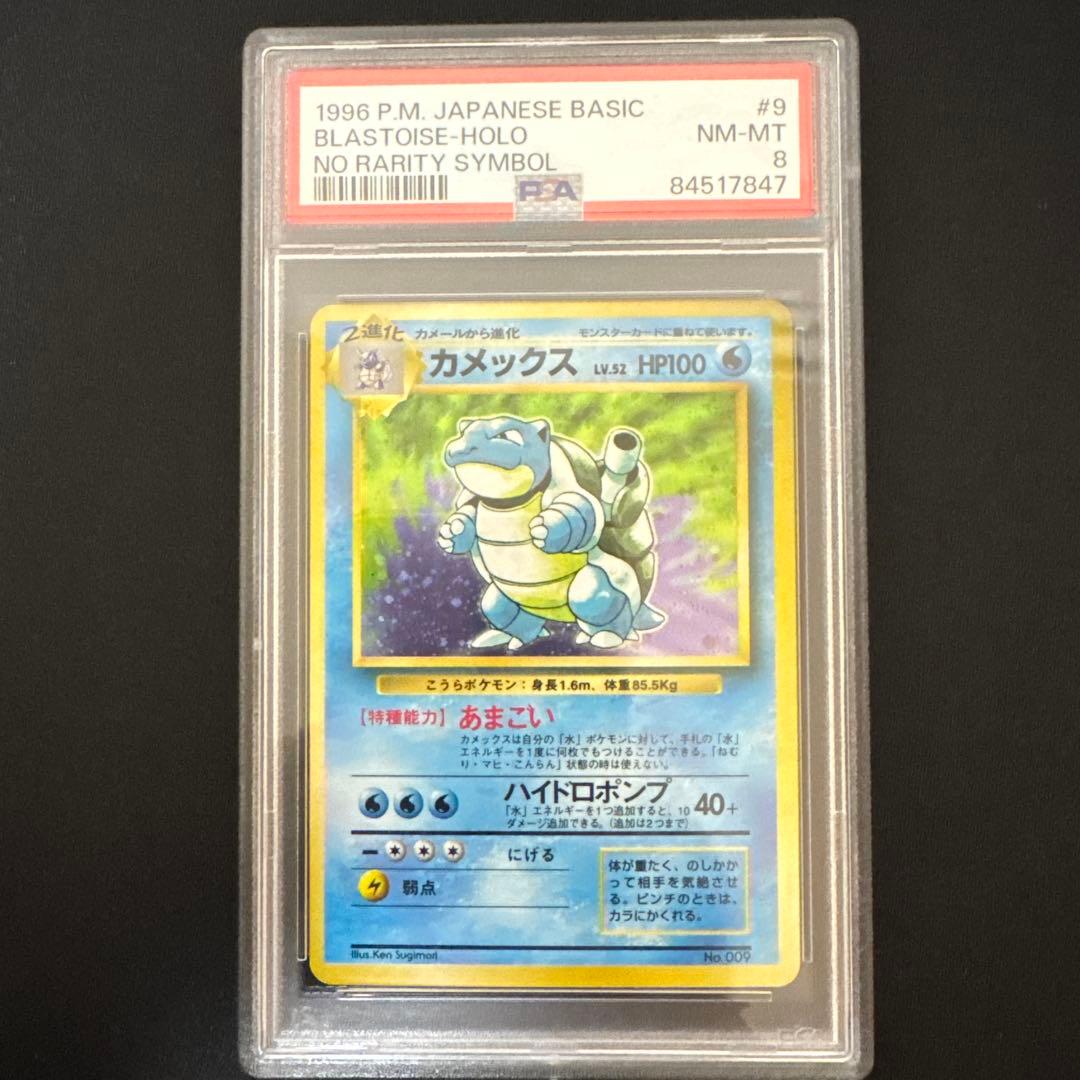 1996 P.M. JAPANESE BASIC #9
BLASTOISE-HOLO NM-MT
NO RARITY SYMBOL 8
PSA 84517847
2進化 カメールから進化 モンスターカードに重ねて使います。
カメックス LV.52 HP100
こうらポケモン：身長1.6m、体重85.5Kg
【特種能力】あまごい
カメックスは自分の「水」ポケモンに対して、手札の「水」
エネルギーを1度に何枚でもつけることができる。「ねむ
り・マヒ・こんらん」状態の時は使えない。
ハイドロポンプ
「水」エネルギーを1つ追加すると、10
ダメージ追加できる。（追加は2つまで）
40+
にげる
弱点
体が重たく、のしかか
って相手を気絶させ
る。ピンチのときは、
カラにかくれる。
Illus.Ken Sugimori No.009